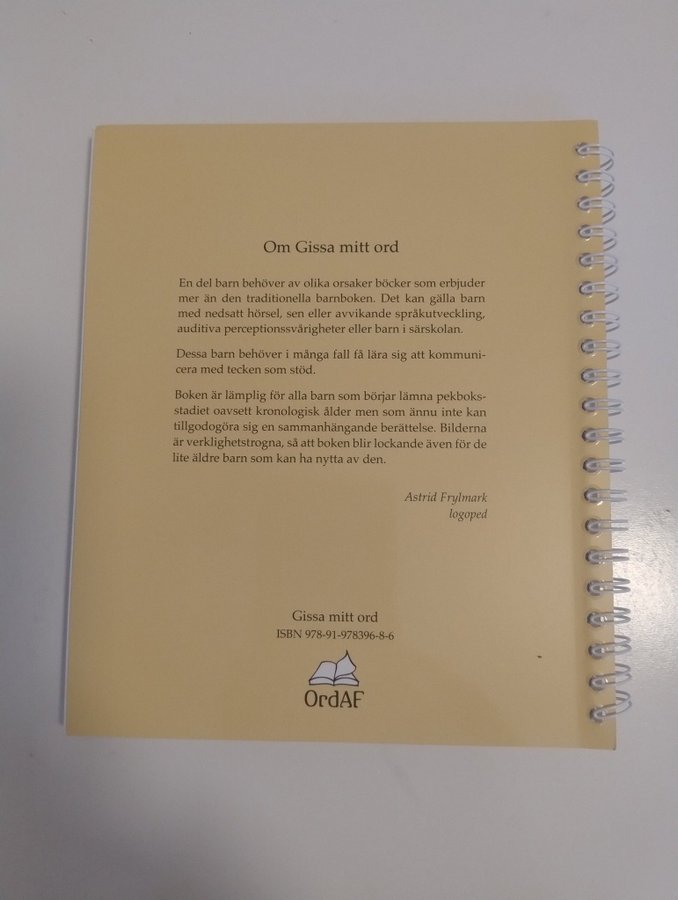 Om Gissa mitt ord
En del barn behöver av olika orsaker böcker som erbjuder
mer än den traditionella barnboken. Det kan gälla barn
med nedsatt hörsel, sen eller avvikande språkutveckling,
auditiva perceptionssvårigheter eller barn i särskolan.
Dessa barn behöver i många fall få lära sig att kommuni-
cera med tecken som stöd.
Boken är lämplig för alla barn som börjar lämna pekboks-
stadiet oavsett kronologisk ålder men som ännu inte kan
tillgodogöra sig en sammanhängande berättelse. Bilderna
är verklighetstrogna, så att boken blir lockande även för de
lite äldre barn som kan ha nytta av den.
Astrid Frylmark
logoped
Gissa mitt ord
ISBN 978-91-978396-8-6
OrdAF